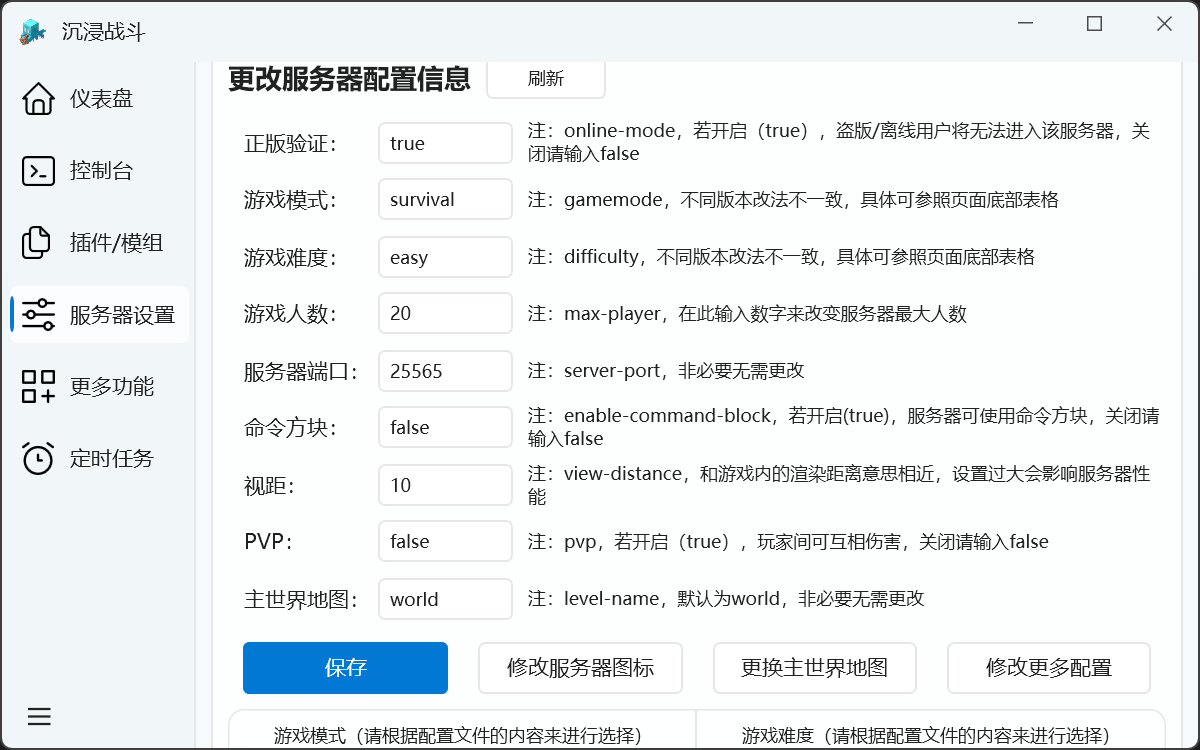 沉浸战斗
仪表盘
控制台
插件/模组
服务器设置
更多功能
定时任务
更改服务器配置信息
刷新
正版验证：
true
注：online-mode，若开启（true），盗版/离线用户将无法进入该服务器，关
闭请输入false
游戏模式：
survival
注：gamemode，不同版本改法不一致，具体可参照页面底部表格
游戏难度：
easy
注：difficulty，不同版本改法不一致，具体可参照页面底部表格
游戏人数：
20
注：max-player，在此输入数字来改变服务器最大人数
服务器端口：
25565
注：server-port，非必要无需更改
命令方块：
false
注：enable-command-block，若开启(true)，服务器可使用命令方块，关闭请
输入false
视距：
10
注：view-distance，和游戏内的渲染距离意思相近，设置过大会影响服务器性
能
PVP：
false
注：pvp，若开启（true），玩家间可互相伤害，关闭请输入false
主世界地图：
world
注：level-name，默认为world，非必要无需更改
保存
修改服务器图标
更换主世界地图
修改更多配置
游戏模式（请根据配置文件的内容来进行选择）
游戏难度（请根据配置文件的内容来进行选择）